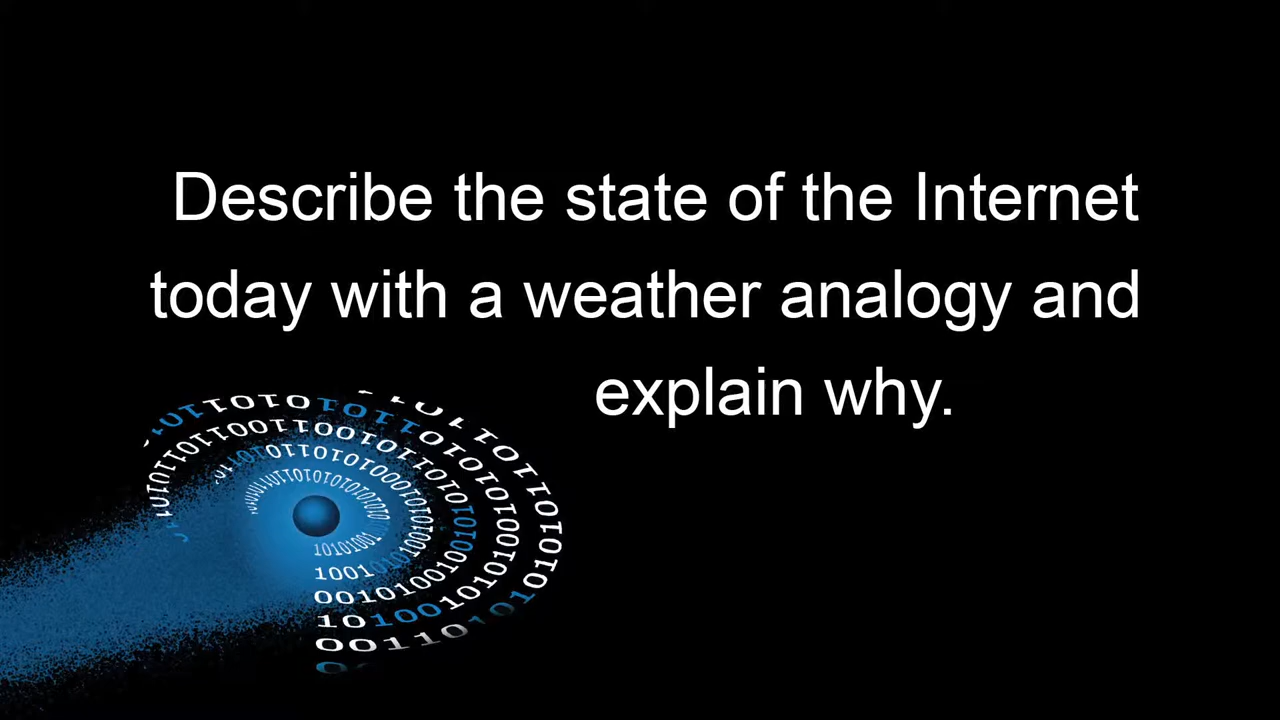 Describe the state of the Internet
today with a weather analogy and
explain why.